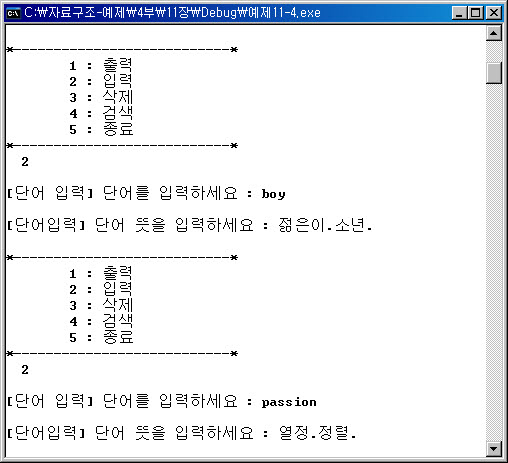 C:\자료구조-예제\4부\11장\Debug\예제11-4.exe
*---------------------------*
1 : 출력
2 : 입력
3 : 삭제
4 : 검색
5 : 종료
*---------------------------*
2
[단어 입력] 단어를 입력하세요 : boy
[단어입력] 단어 뜻을 입력하세요 : 젊은이.소년.
*---------------------------*
1 : 출력
2 : 입력
3 : 삭제
4 : 검색
5 : 종료
*---------------------------*
2
[단어 입력] 단어를 입력하세요 : passion
[단어입력] 단어 뜻을 입력하세요 : 열정.정렬.